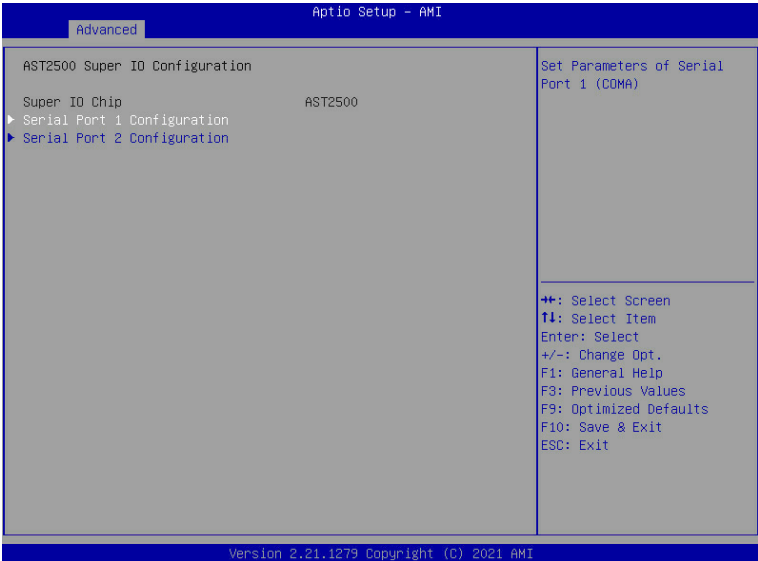 Aptio Setup – AMI
Advanced
AST2500 Super IO Configuration
Super IO Chip AST2500
▶ Serial Port 1 Configuration
▶ Serial Port 2 Configuration
Set Parameters of Serial
Port 1 (COMA)
→←: Select Screen
↑↓: Select Item
Enter: Select
+/-: Change Opt.
F1: General Help
F3: Previous Values
F9: Optimized Defaults
F10: Save & Exit
ESC: Exit
Version 2.21.1279 Copyright (C) 2021 AMI